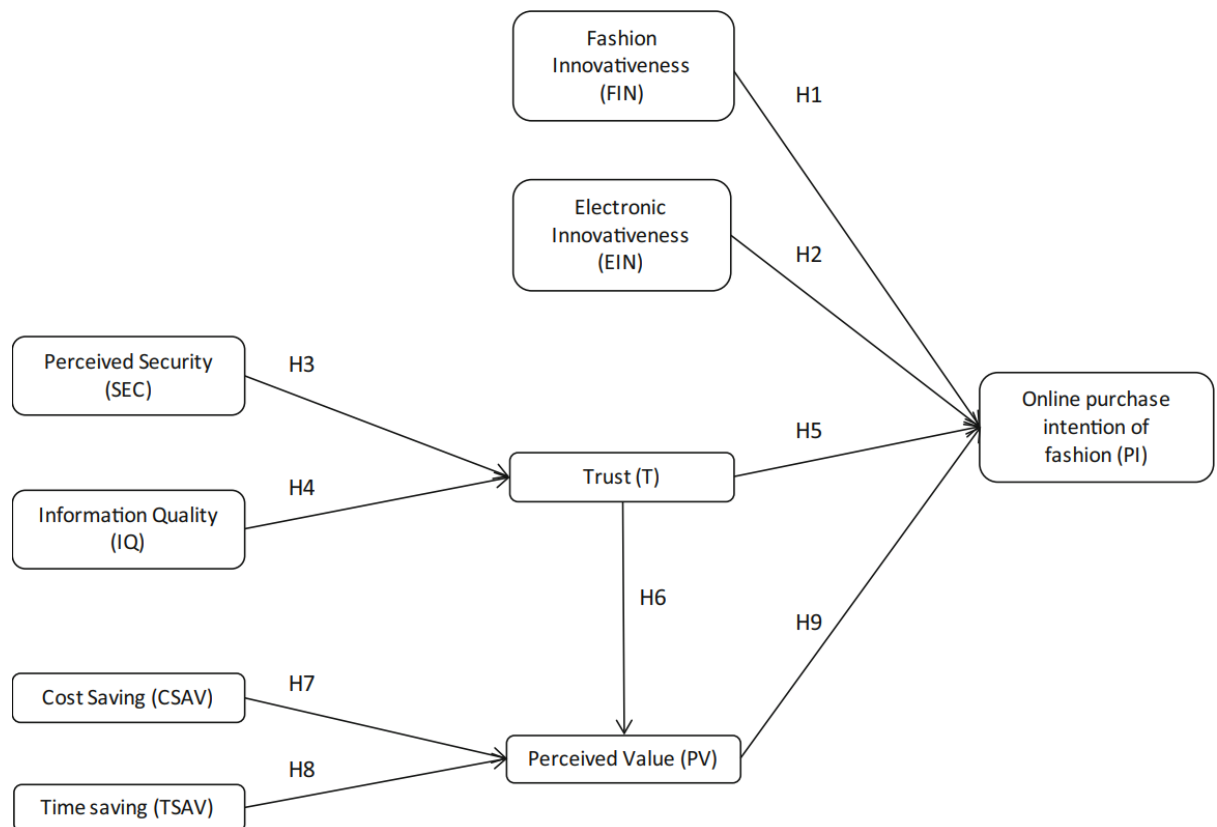 Fashion
Innovativeness
(FIN)
H1
Electronic
Innovativeness
(EIN)
H2
Perceived Security
(SEC)
H3
Online purchase
intention of
fashion (PI)
H5
Trust (T)
H4
Information Quality
(IQ)
H6
H9
Cost Saving (CSAV)
H7
Perceived Value (PV)
H8
Time saving (TSAV)